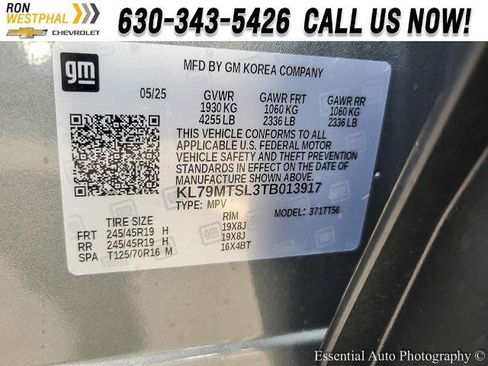 RON
WESTPHAL
CHEVROLET
630-343-5426 CALL US NOW!
gm
MFD BY GM KOREA COMPANY
05/25 GVWR GAWR FRT GAWR RR
1930 KG 1060 KG 1060 KG
4255 LB 2336 LB 2336 LB
THIS VEHICLE CONFORMS TO ALL
APPLICABLE U.S. FEDERAL MOTOR
VEHICLE SAFETY AND THEFT PREVENTION
STANDARDS IN EFFECT ON THE DATE OF
MANUFACTURE SHOWN ABOVE.
KL79MTSL3TB013917
TYPE: MPV MODEL: 3717T56
TIRE SIZE RIM
FRT 245/45R19 H 19X8J
RR 245/45R19 H 19X8J
SPA T125/70R16 M 16X4BT
Essential Auto Photography ©